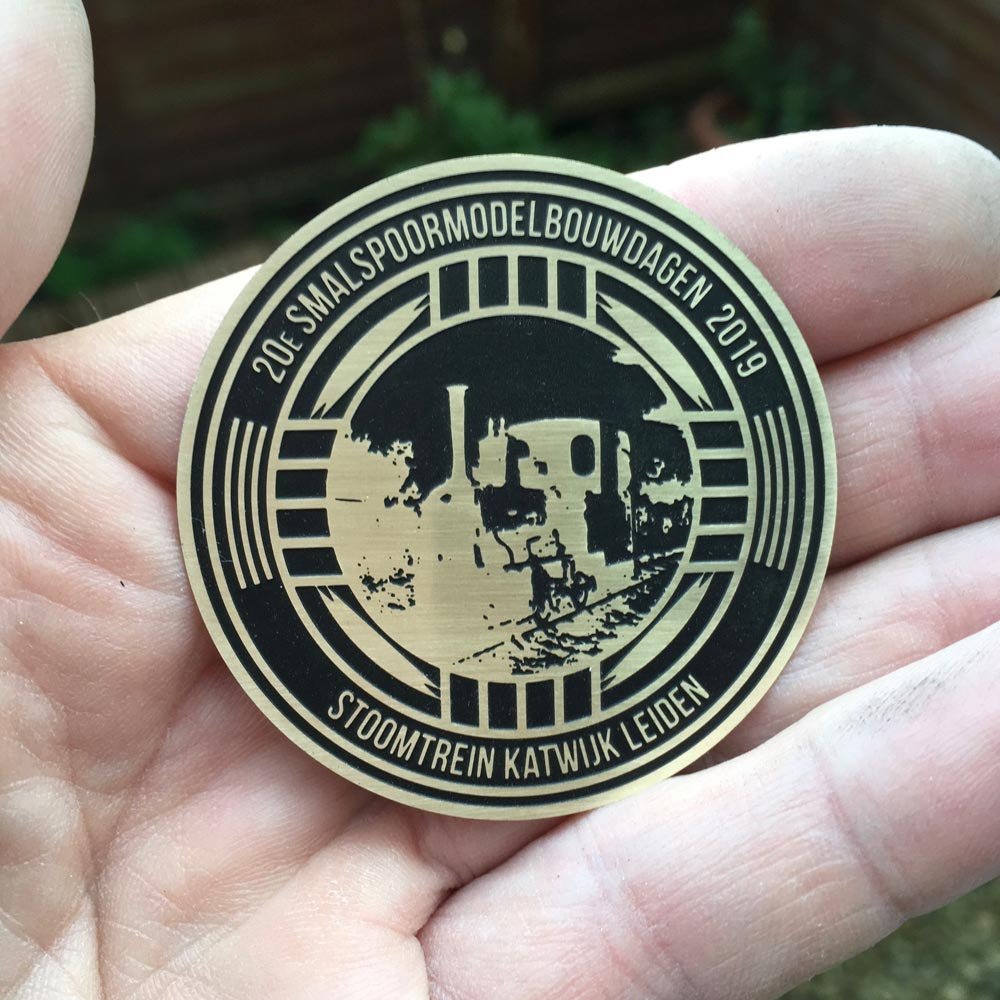 20E SMALSPOORMODELBOUWDAGEN 2019
STOOMTREIN KATWIJK LEIDEN